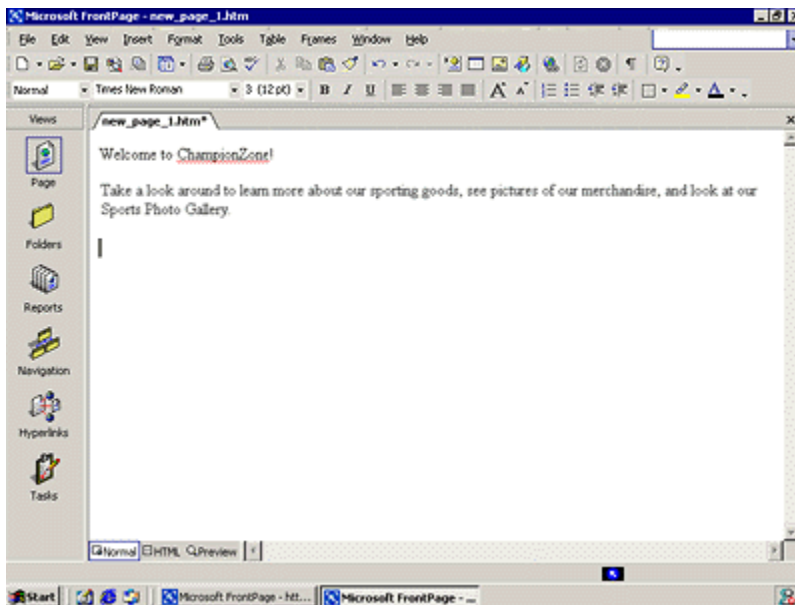 Microsoft FrontPage - new_page_1.htm
File Edit View Insert Format Tools Table Frames Window Help
Normal Times New Roman 3 (12 pt) B I U A A A
Views new_page_1.htm*
Welcome to ChampionZone!
Page
Take a look around to learn more about our sporting goods, see pictures of our merchandise, and look at our
Sports Photo Gallery.
Folders
Reports
Navigation
Hyperlinks
Tasks
Normal HTML Preview
Start Microsoft FrontPage - htt... Microsoft FrontPage - ...